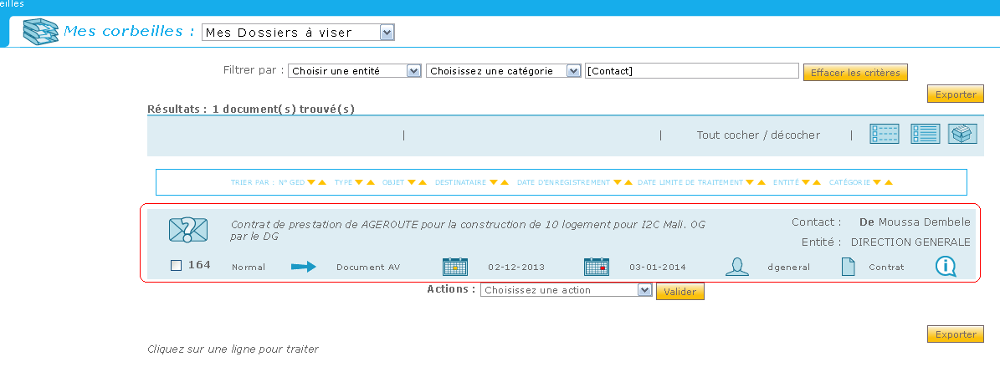 eilles
Mes corbeilles : Mes Dossiers à viser
Filtrer par : Choisir une entité Choisissez une catégorie [Contact] Effacer les critères
Exporter
Résultats : 1 document(s) trouvé(s)
| | Tout cocher / décocher |
TRIER PAR : N° GED TYPE OBJET DESTINATAIRE DATE D'ENREGISTREMENT DATE LIMITE DE TRAITEMENT ENTITÉ CATÉGORIE
Contrat de prestation de AGEROUTE pour la construction de 10 logement pour I2C Mali. OG
par le DG
Contact : De Moussa Dembele
Entité : DIRECTION GENERALE
164 Normal Document AV 02-12-2013 03-01-2014 dgeneral Contrat
Actions : Choisissez une action Valider
Exporter
Cliquez sur une ligne pour traiter